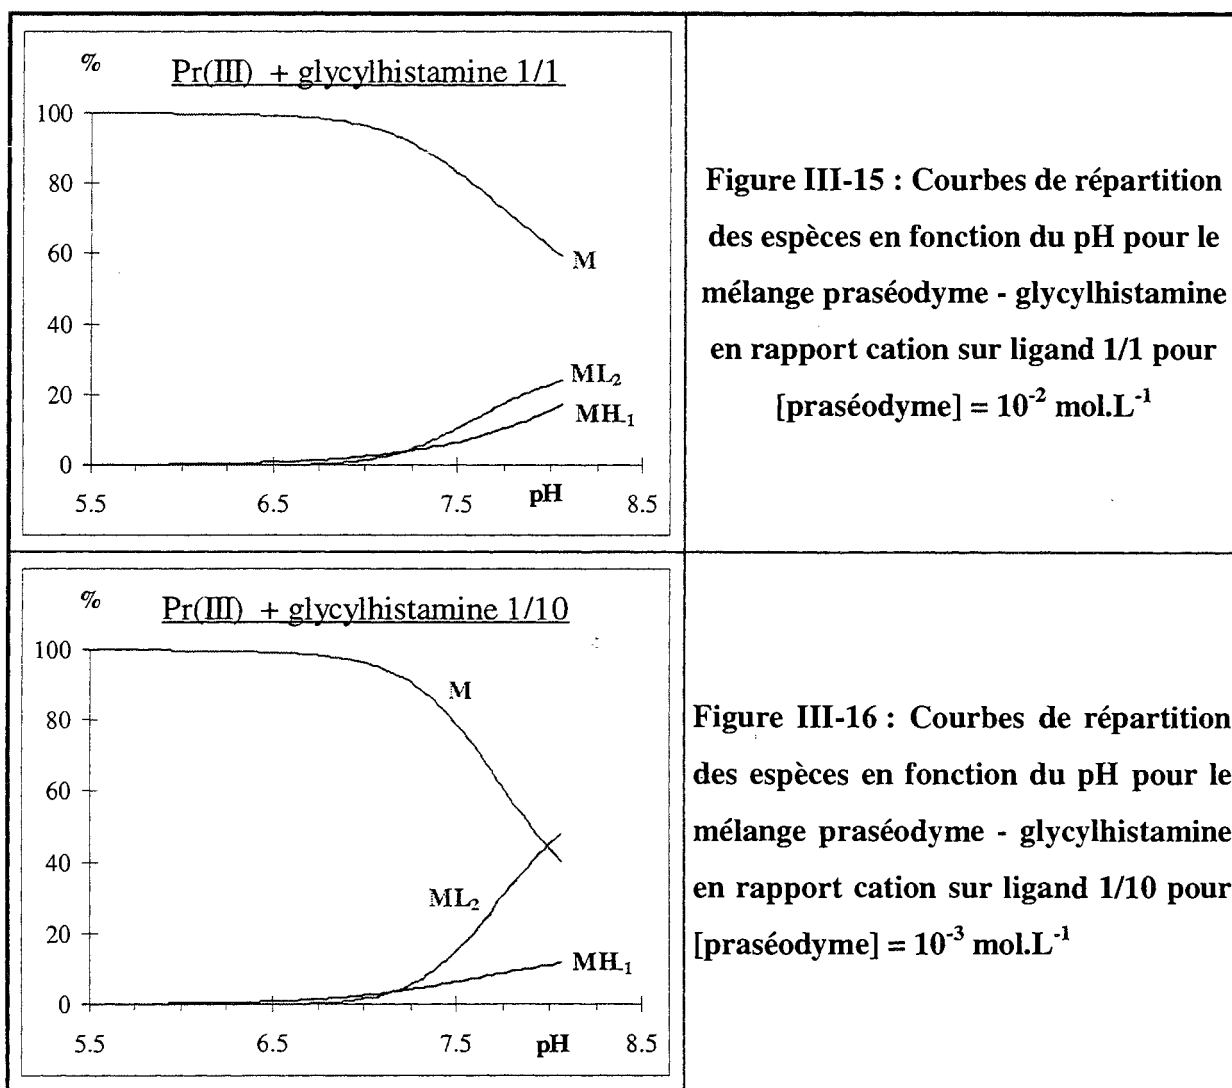 %
Pr(III) + glycylhistamine 1/1
100
80
60
40
20
0
M
ML₂
MH₋₁
5.5
6.5
7.5
pH
8.5
Figure III-15 : Courbes de répartition
des espèces en fonction du pH pour le
mélange praséodyme - glycylhistamine
en rapport cation sur ligand 1/1 pour
[praséodyme] = 10⁻² mol.L⁻¹
%
Pr(III) + glycylhistamine 1/10
100
80
60
40
20
0
M
ML₂
MH₋₁
5.5
6.5
7.5
pH
8.5
Figure III-16 : Courbes de répartition
des espèces en fonction du pH pour le
mélange praséodyme - glycylhistamine
en rapport cation sur ligand 1/10 pour
[praséodyme] = 10⁻³ mol.L⁻¹